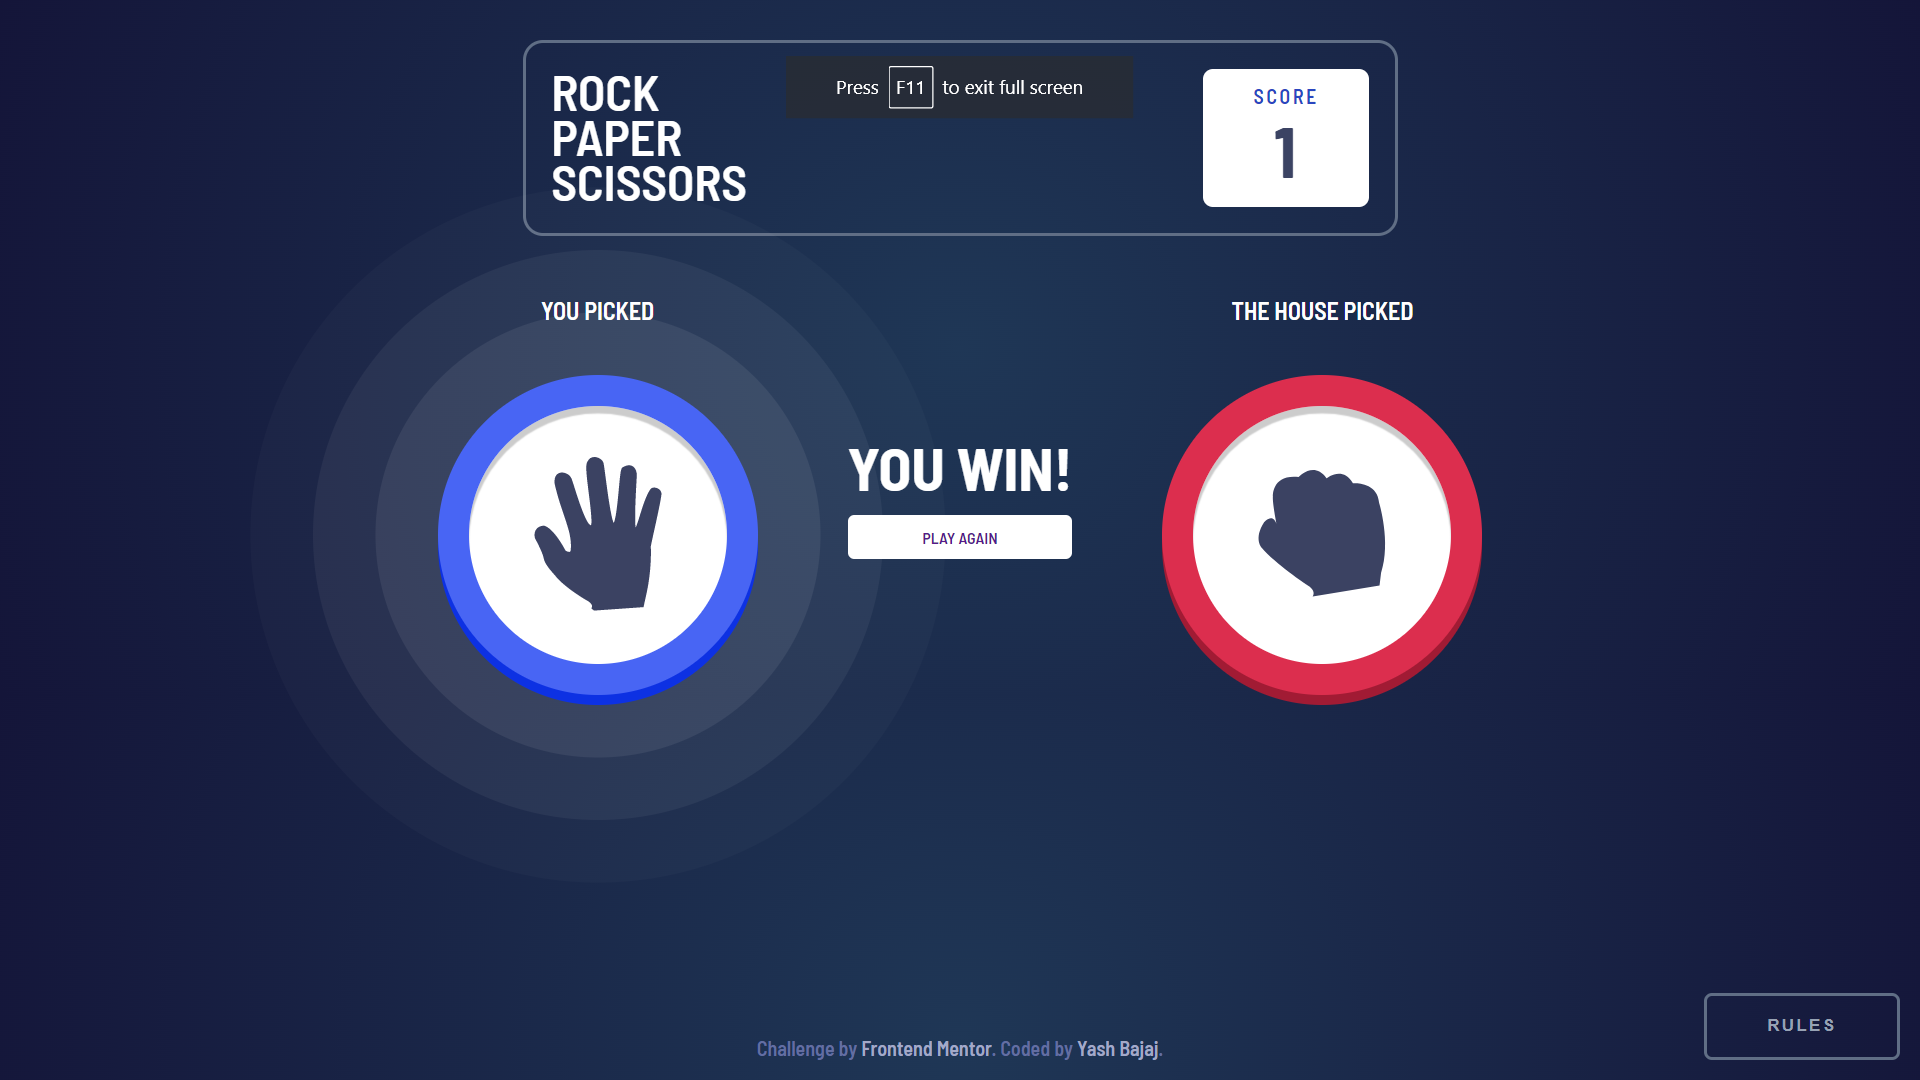 ROCK
PAPER
SCISSORS
Press F11 to exit full screen
SCORE
1
YOU PICKED
THE HOUSE PICKED
YOU WIN!
PLAY AGAIN
RULES
Challenge by Frontend Mentor. Coded by Yash Bajaj.